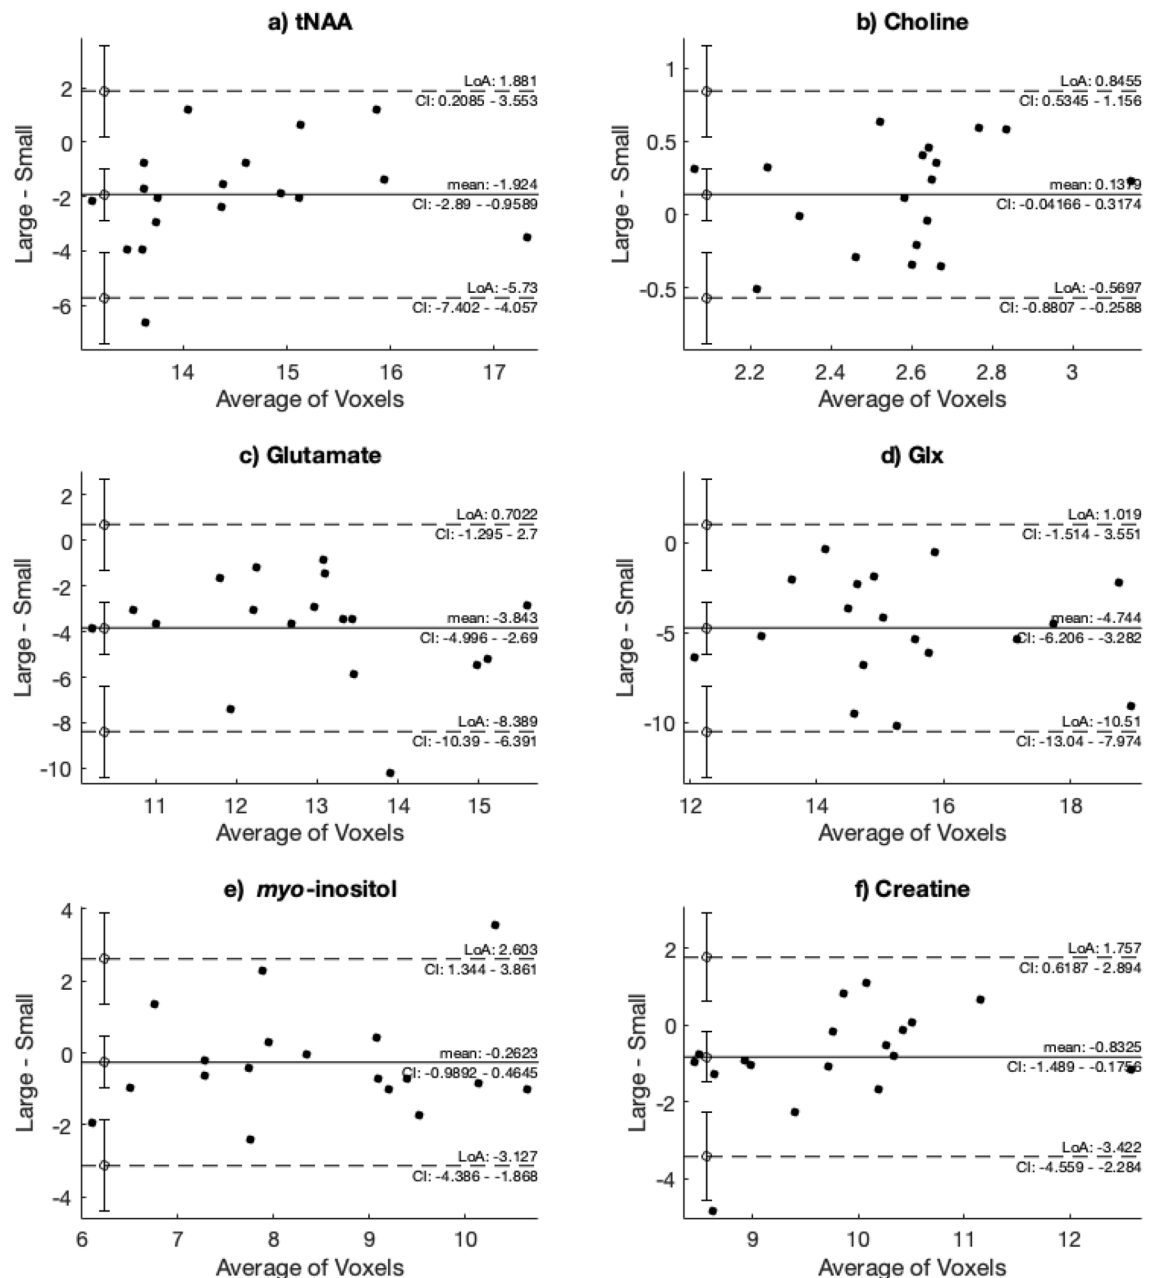 a) tNAA
2
0
-2
-4
-6
14
15
16
17
Large - Small
Average of Voxels
LoA: 1.881
CI: 0.2085 - 3.553
mean: -1.924
CI: -2.89 - -0.9589
LoA: -5.73
CI: -7.402 - -4.057
b) Choline
1
0.5
0
-0.5
2.2
2.4
2.6
2.8
3
Large - Small
Average of Voxels
LoA: 0.8455
CI: 0.5345 - 1.156
mean: 0.1379
CI: -0.04166 - 0.3174
LoA: -0.5697
CI: -0.8807 - -0.2588
c) Glutamate
2
0
-2
-4
-6
-8
-10
11
12
13
14
15
Large - Small
Average of Voxels
LoA: 0.7022
CI: -1.295 - 2.7
mean: -3.843
CI: -4.996 - -2.69
LoA: -8.389
CI: -10.39 - -6.391
d) Glx
0
-5
-10
12
14
16
18
Large - Small
Average of Voxels
LoA: 1.019
CI: -1.514 - 3.551
mean: -4.744
CI: -6.206 - -3.282
LoA: -10.51
CI: -13.04 - -7.974
e) myo-inositol
4
2
0
-2
-4
6
7
8
9
10
Large - Small
Average of Voxels
LoA: 2.603
CI: 1.344 - 3.861
mean: -0.2623
CI: -0.9892 - 0.4645
LoA: -3.127
CI: -4.386 - -1.868
f) Creatine
2
0
-2
-4
9
10
11
12
Large - Small
Average of Voxels
LoA: 1.757
CI: 0.6187 - 2.894
mean: -0.8325
CI: -1.489 - -0.1756
LoA: -3.422
CI: -4.559 - -2.284